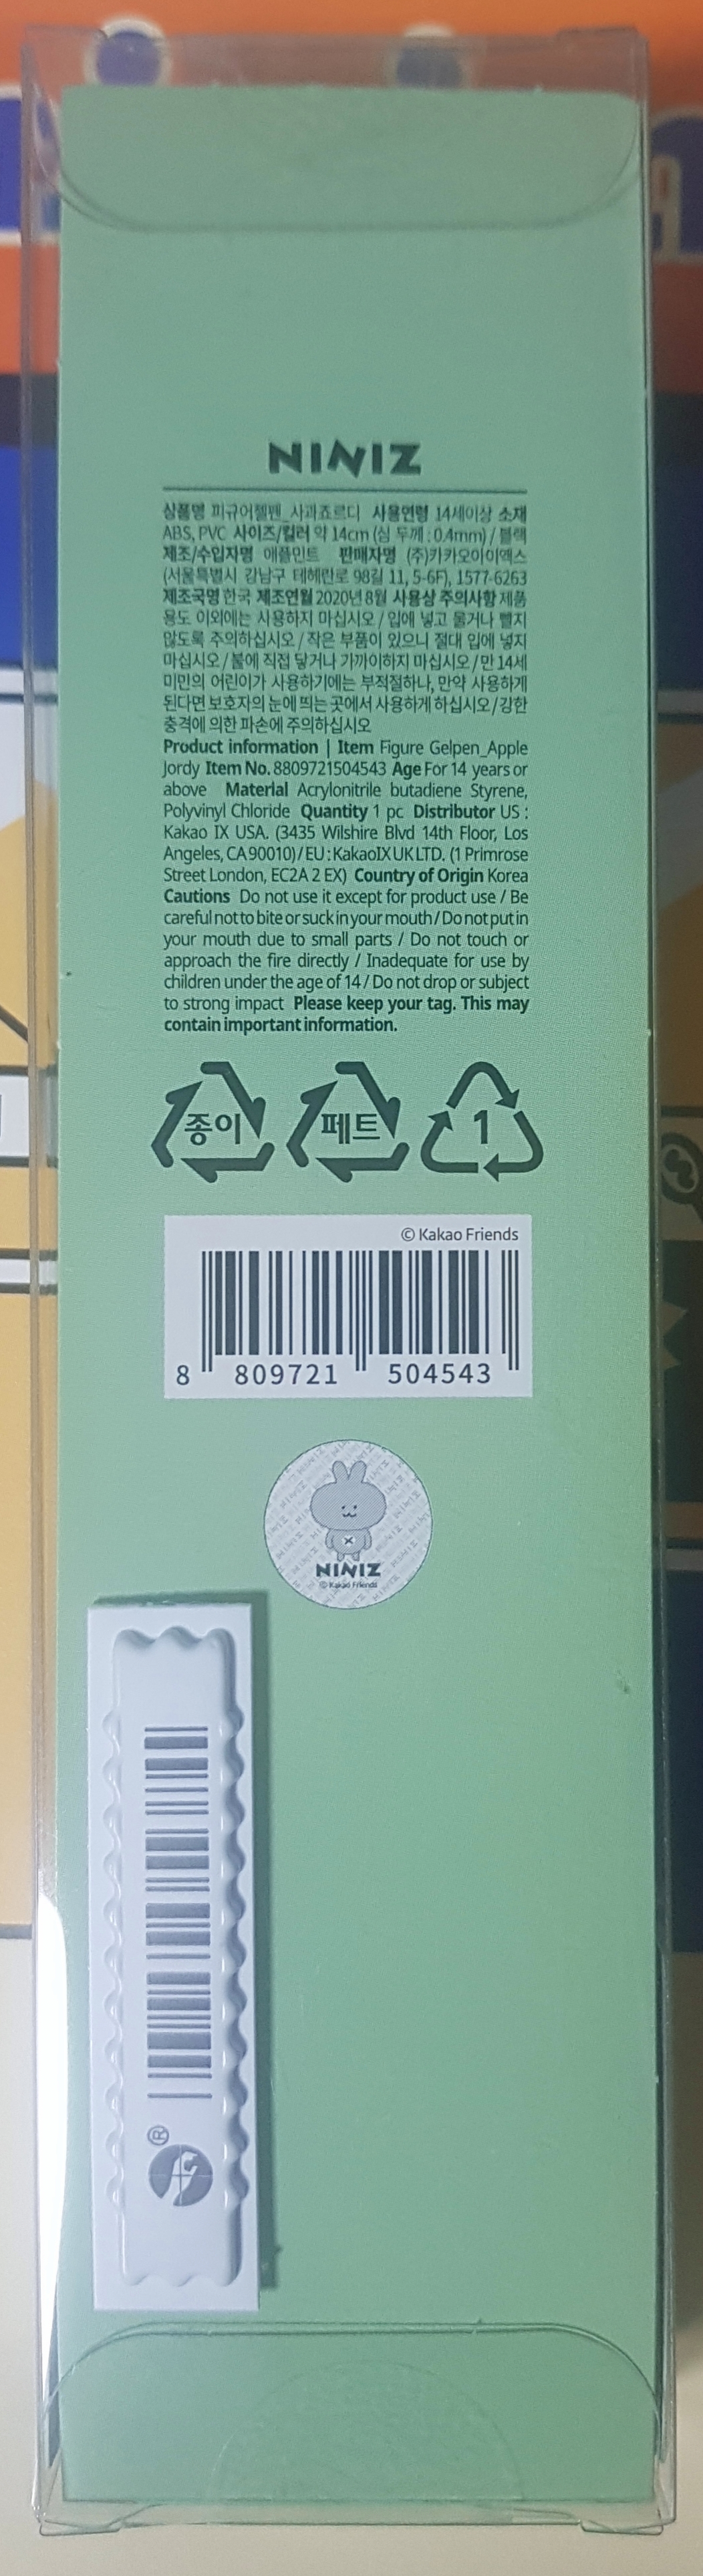 NINIZ
상품명 피규어젤펜_사과죠르디 사용연령 14세이상 소재
ABS, PVC 사이즈/컬러 약 14cm (심 두께 : 0.4mm) / 블랙
제조/수입자명 애플민트 판매자명 (주)카카오아이엑스
(서울특별시 강남구 테헤란로 98길 11, 5-6F), 1577-6263
제조국명 한국 제조연월 2020년 8월 사용상 주의사항 제품
용도 이외에는 사용하지 마십시오 / 입에 넣고 물거나 빨지
않도록 주의하십시오 / 작은 부품이 있으니 절대 입에 넣지
마십시오 / 불에 직접 닿거나 가까이하지 마십시오 / 만 14세
미만의 어린이가 사용하기에는 부적절하나, 만약 사용하게
된다면 보호자의 눈에 띄는 곳에서 사용하게 하십시오 / 강한
충격에 의한 파손에 주의하십시오
Product information | Item Figure Gelpen_Apple
Jordy Item No. 8809721504543 Age For 14 years or
above Material Acrylonitrile butadiene Styrene,
Polyvinyl Chloride Quantity 1 pc Distributor US :
Kakao IX USA. (3435 Wilshire Blvd 14th Floor, Los
Angeles, CA 90010) / EU : KakaoIX UK LTD. (1 Primrose
Street London, EC2A 2 EX) Country of Origin Korea
Cautions Do not use it except for product use / Be
careful not to bite or suck in your mouth / Do not put in
your mouth due to small parts / Do not touch or
approach the fire directly / Inadequate for use by
children under the age of 14 / Do not drop or subject
to strong impact Please keep your tag. This may
contain important information.
종이 페트 1
© Kakao Friends
8 809721 504543
NINIZ
© Kakao Friends
®